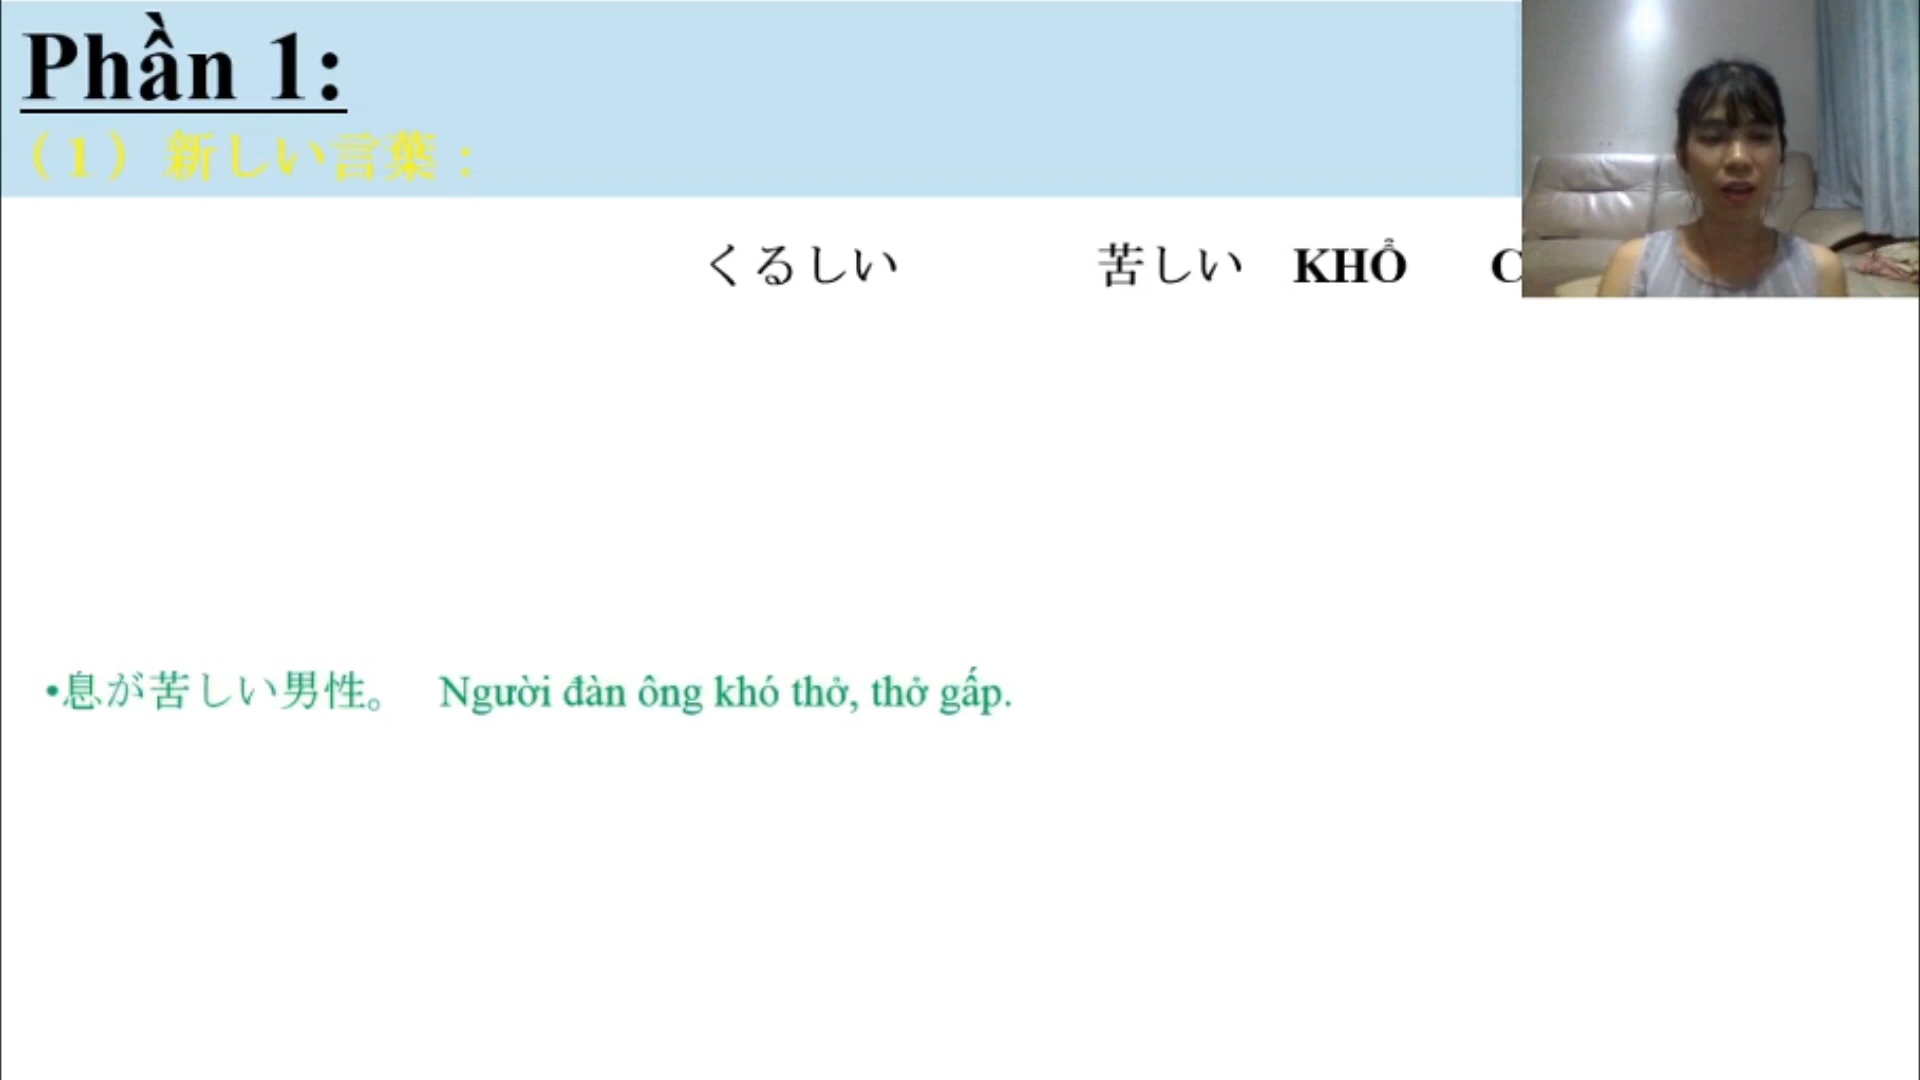 Phần 1:
（1）新しい言葉：
くるしい 苦しい KHỔ C
•息が苦しい男性。 Người đàn ông khó thở, thở gấp.